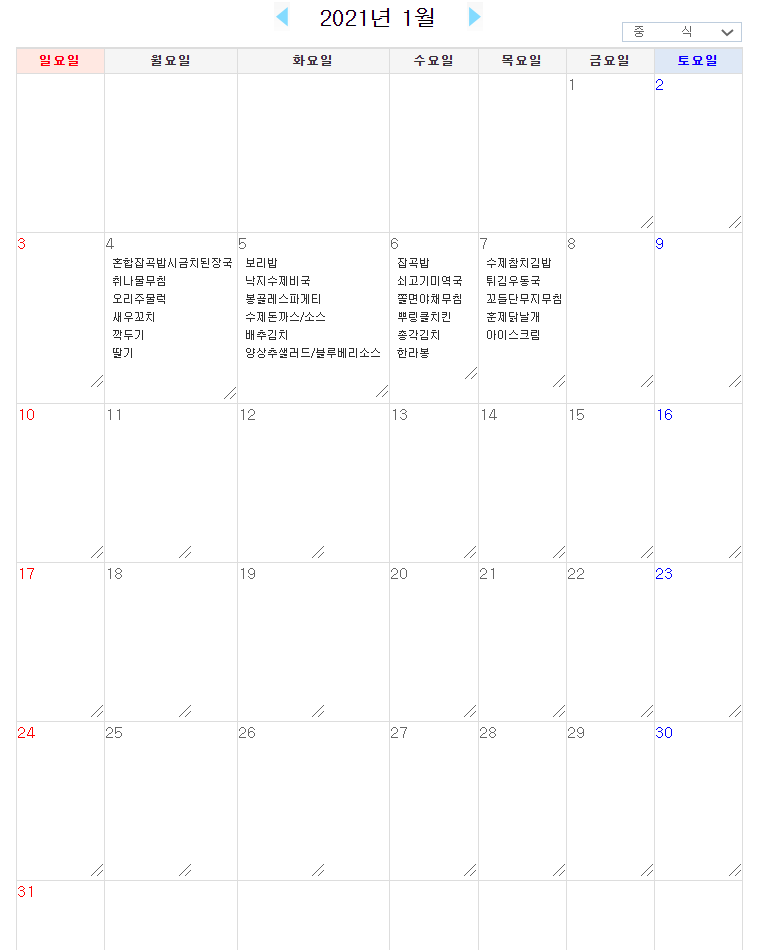 2021년 1월
중 식
일요일 월요일 화요일 수요일 목요일 금요일 토요일
1 2
3 4 5 6 7 8 9
혼합잡곡밥시금치된장국
취나물무침
오리주물럭
새우꼬치
깍두기
딸기
보리밥
낙지수제비국
봉골레스파게티
수제돈까스/소스
배추김치
양상추샐러드/블루베리소스
잡곡밥
쇠고기미역국
쫄면야채무침
뿌링클치킨
총각김치
한라봉
수제참치김밥
튀김우동국
꼬들단무지무침
훈제닭날개
아이스크림
10 11 12 13 14 15 16
17 18 19 20 21 22 23
24 25 26 27 28 29 30
31